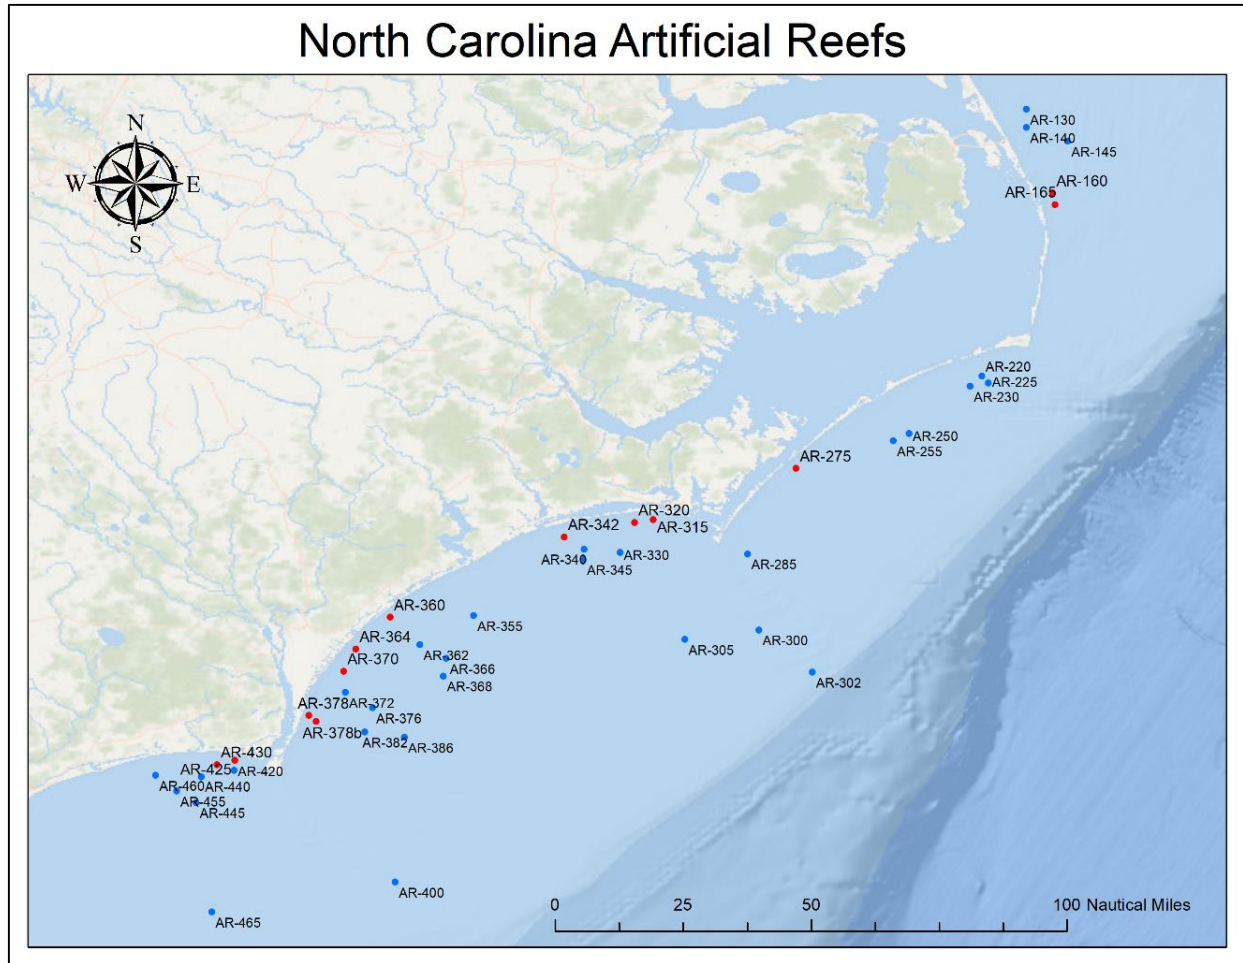 North Carolina Artificial Reefs
N
W E
S
AR-130
AR-140
AR-145
AR-165 AR-160
AR-220
AR-225
AR-230
AR-250
AR-255
AR-275
AR-320
AR-315
AR-342
AR-330
AR-340
AR-345
AR-285
AR-360
AR-355
AR-300
AR-364
AR-305
AR-362
AR-370
AR-366
AR-302
AR-368
AR-378 AR-372
AR-376
AR-378b
AR-382 AR-386
AR-430
AR-425 AR-420
AR-460 AR-440
AR-455
AR-445
AR-400
AR-465
0 25 50 100 Nautical Miles